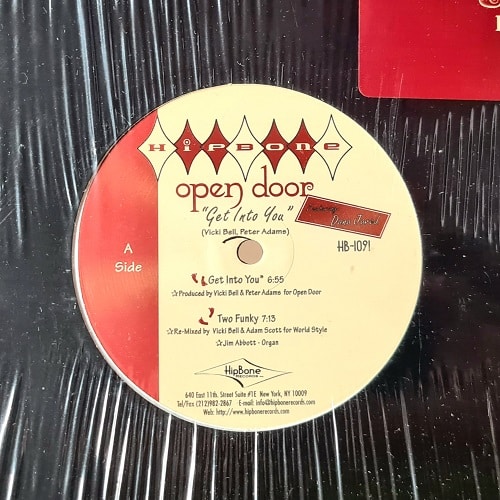 HipBone
open door
"Get Into You"
Featuring
(Vicki Bell, Peter Adams)
HB-1091
A
Side
Get Into You" 6:55
☆Produced by Vicki Bell & Peter Adams for Open Door
Two Funky 7:13
☆Re-Mixed by Vicki Bell & Adam Scott for World Style
☆Jim Abbott - Organ
HipBone
RECORDS
640 East 11th. Street Suite #1E New York, NY 10009
Tel/Fax (212)982-2867 E-mail: info@hipbonerecords.com
Web: http://www.hipbonerecords.com